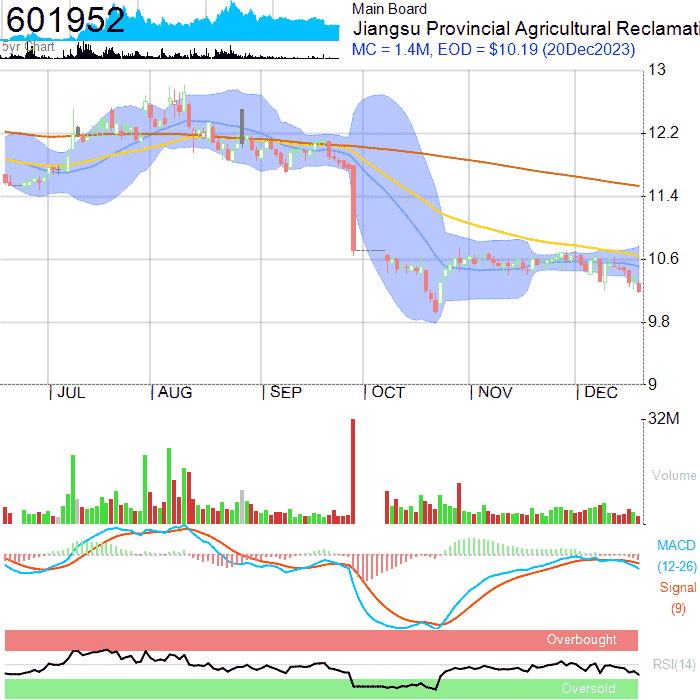 601952
5yr Chart
Main Board
Jiangsu Provincial Agricultural Reclamati
MC = 1.4M, EOD = $10.19 (20Dec2023)
13
12.2
11.4
10.6
9.8
9
JUL AUG SEP OCT NOV DEC
32M
Volume
MACD
(12-26)
Signal
(9)
Overbought
RSI(14)
Oversold